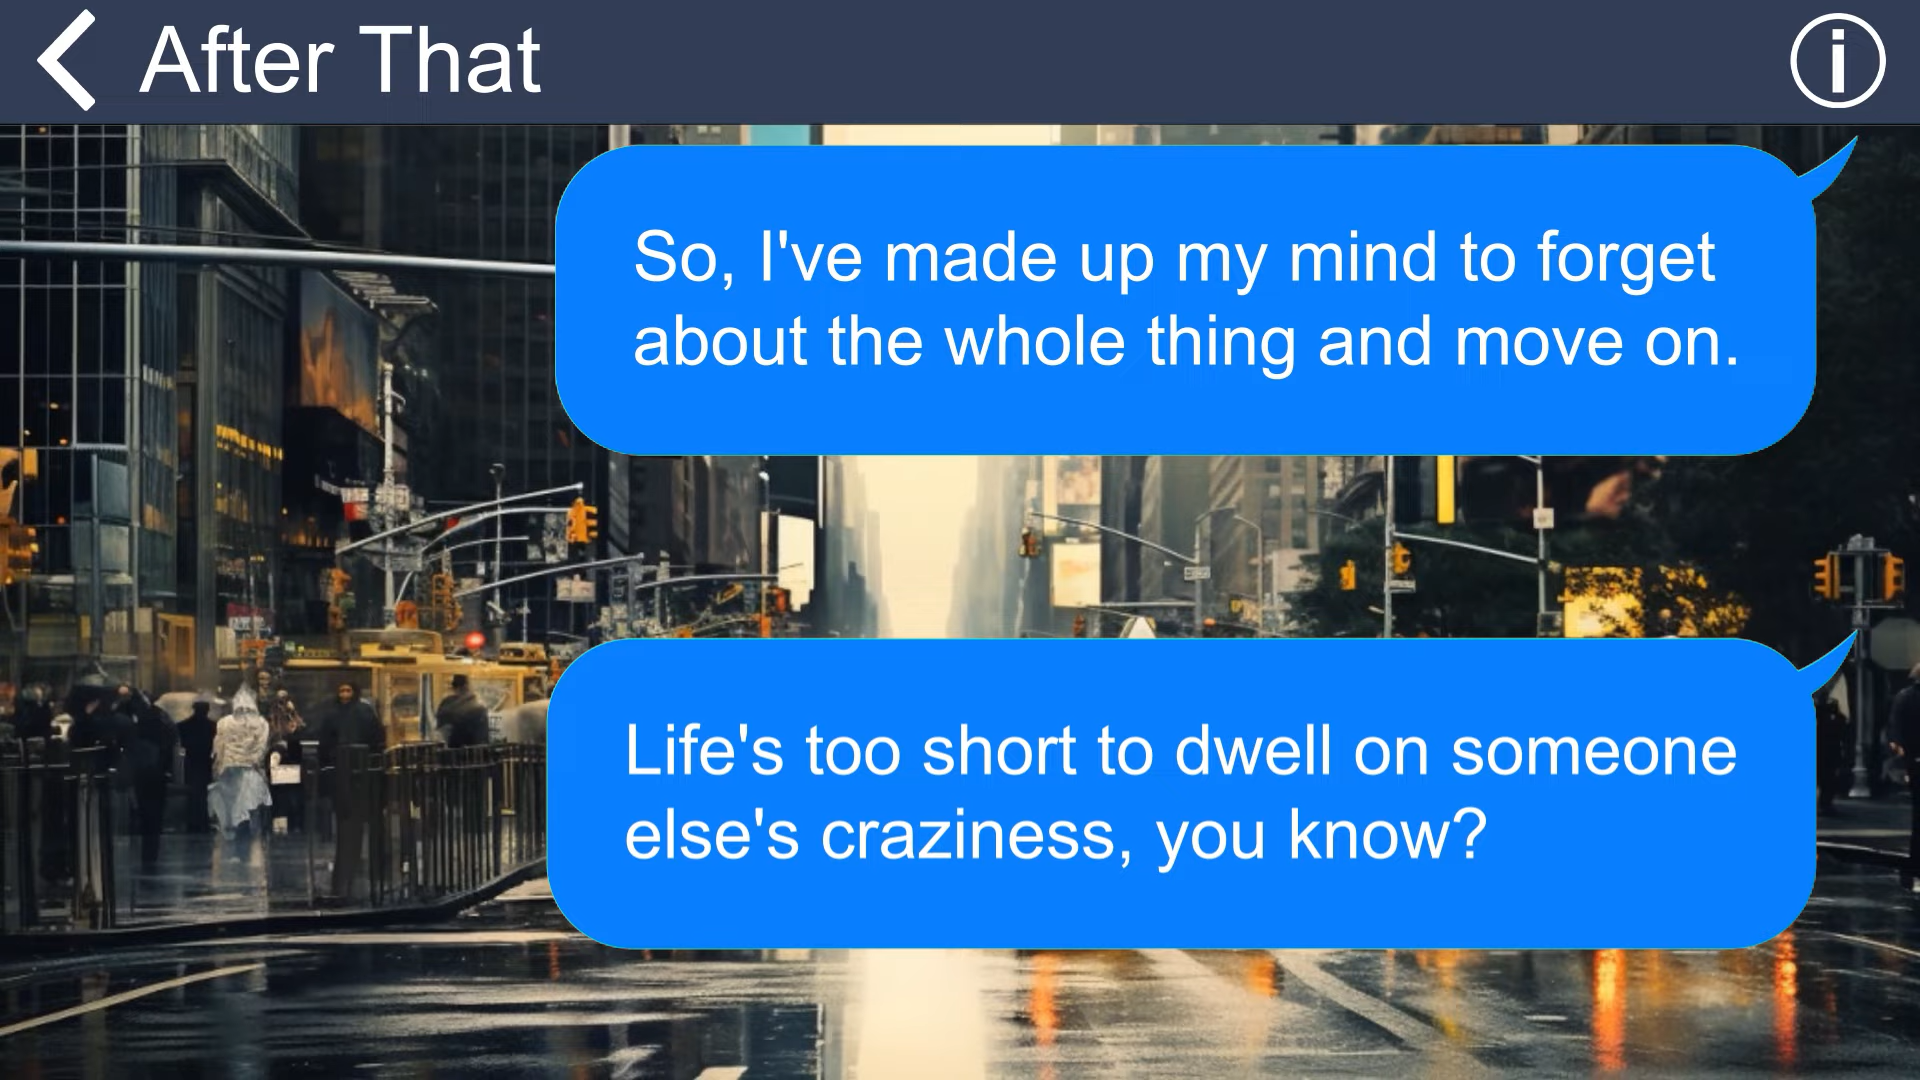 After That
So, I've made up my mind to forget
about the whole thing and move on.
Life's too short to dwell on someone
else's craziness, you know?